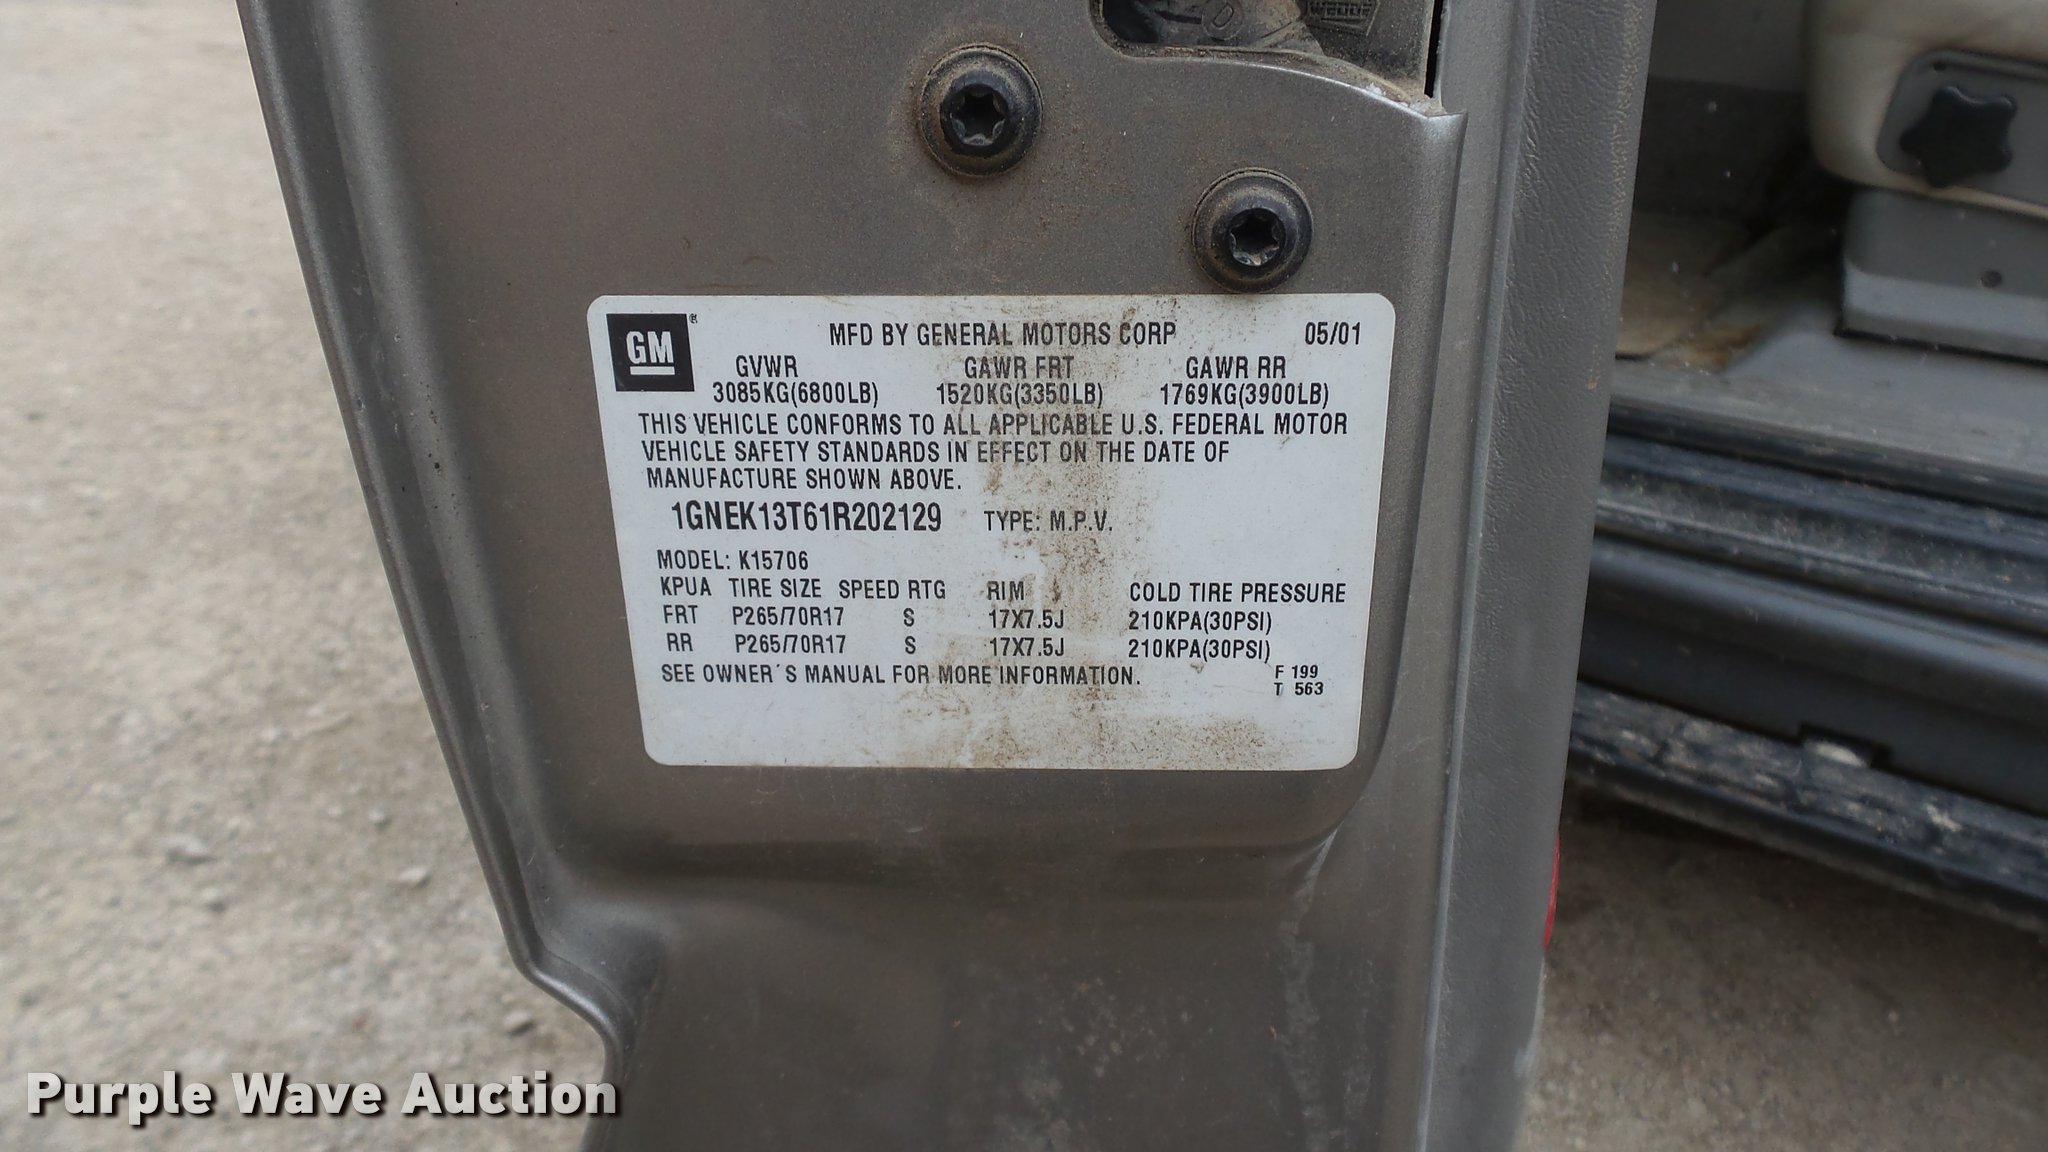 WEDGE
GM
MFD BY GENERAL MOTORS CORP 05/01
GVWR GAWR FRT GAWR RR
3085KG(6800LB) 1520KG(3350LB) 1769KG(3900LB)
THIS VEHICLE CONFORMS TO ALL APPLICABLE U.S. FEDERAL MOTOR
VEHICLE SAFETY STANDARDS IN EFFECT ON THE DATE OF
MANUFACTURE SHOWN ABOVE.
1GNEK13T61R202129 TYPE: M.P.V.
MODEL: K15706
KPUA TIRE SIZE SPEED RTG RIM COLD TIRE PRESSURE
FRT P265/70R17 S 17X7.5J 210KPA(30PSI)
RR P265/70R17 S 17X7.5J 210KPA(30PSI)
SEE OWNER´S MANUAL FOR MORE INFORMATION. F 199
T 563
Purple Wave Auction